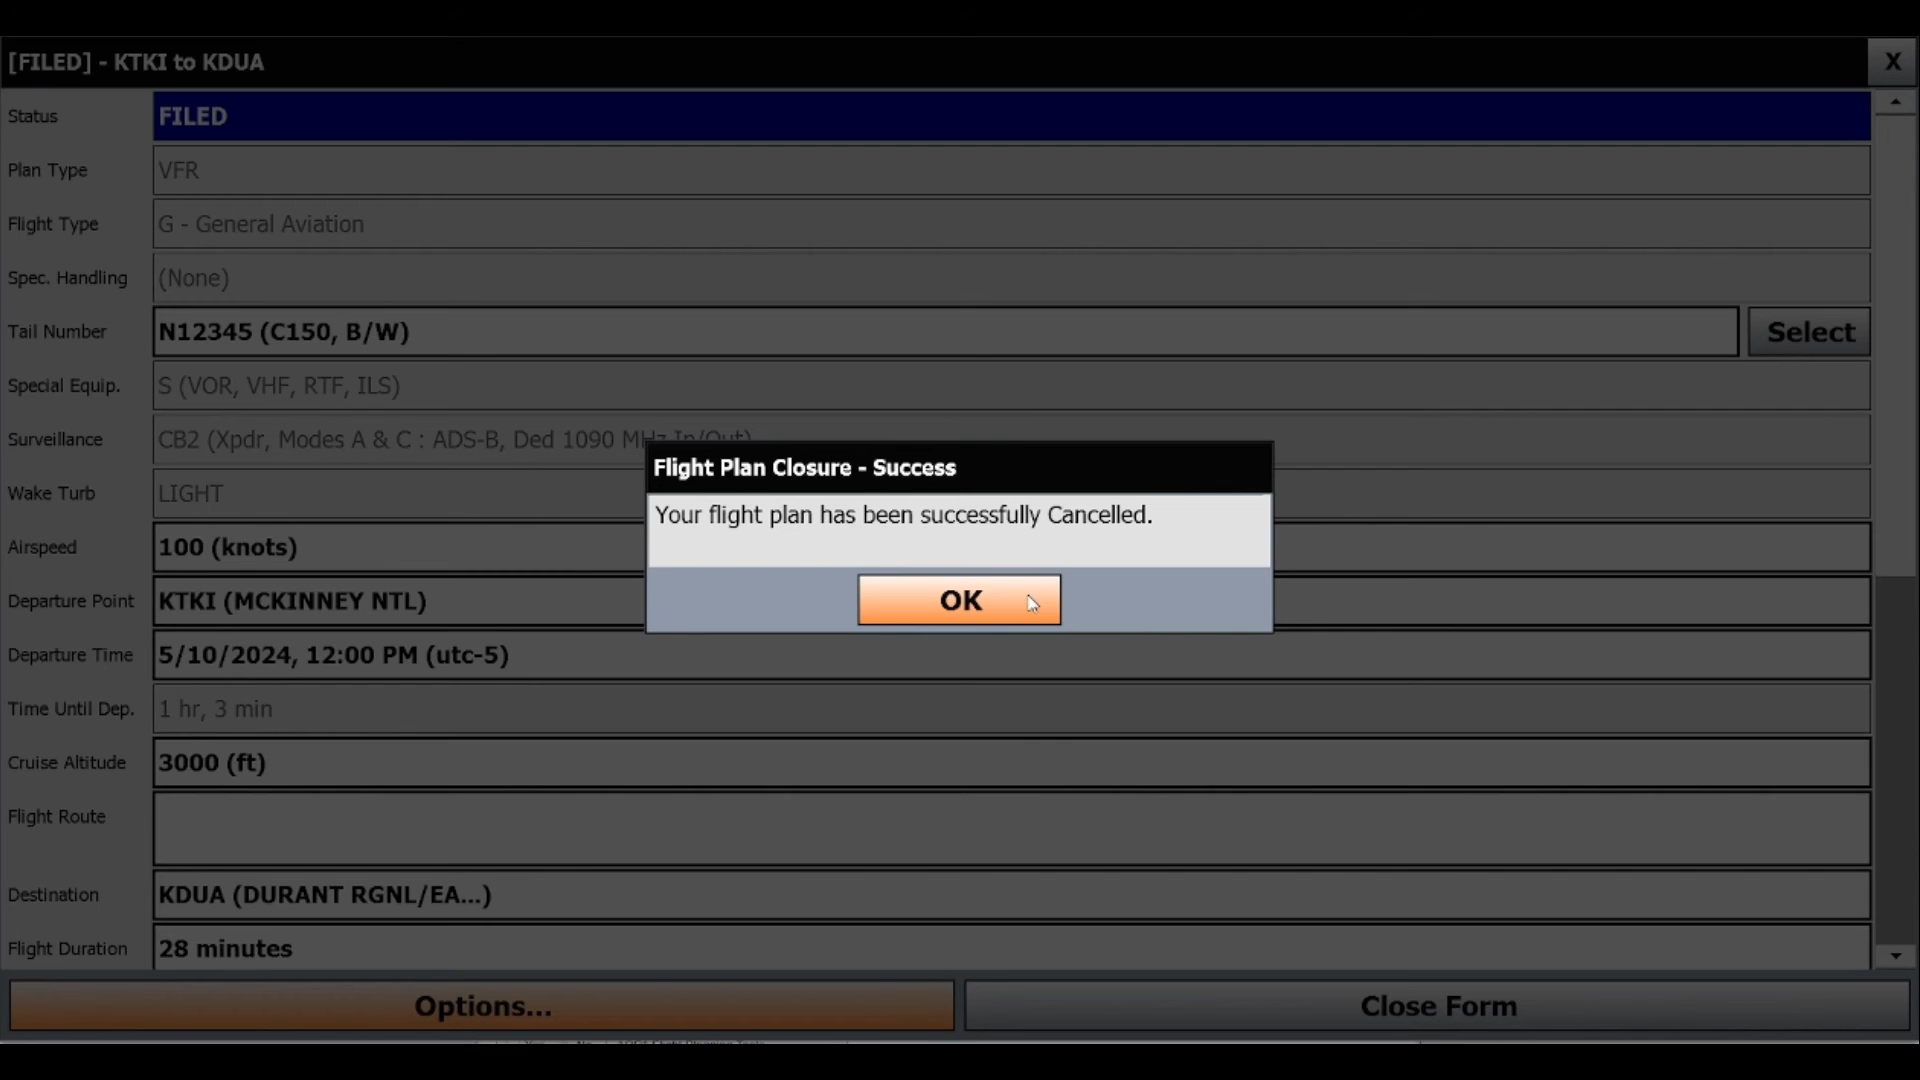 [FILED] - KTKI to KDUA
X
Status FILED
Plan Type VFR
Flight Type G - General Aviation
Spec. Handling (None)
Tail Number N12345 (C150, B/W) Select
Special Equip. S (VOR, VHF, RTF, ILS)
Surveillance CB2 (Xpdr, Modes A & C : ADS-B, Ded 1090 MHz In/Out)
Flight Plan Closure - Success
Wake Turb LIGHT
Your flight plan has been successfully Cancelled.
Airspeed 100 (knots)
OK
Departure Point KTKI (MCKINNEY NTL)
Departure Time 5/10/2024, 12:00 PM (utc-5)
Time Until Dep. 1 hr, 3 min
Cruise Altitude 3000 (ft)
Flight Route
Destination KDUA (DURANT RGNL/EA...)
Flight Duration 28 minutes
Options... Close Form